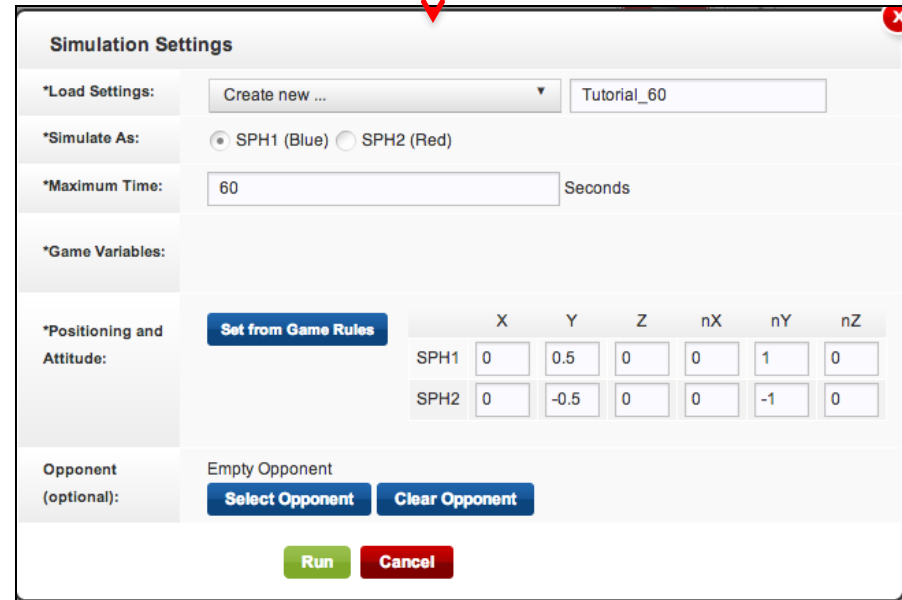 Simulation Settings
*Load Settings: Create new ... Tutorial_60
*Simulate As: SPH1 (Blue) SPH2 (Red)
*Maximum Time: 60 Seconds
*Game Variables:
*Positioning and Attitude: Set from Game Rules
X Y Z nX nY nZ
SPH1 0 0.5 0 0 1 0
SPH2 0 -0.5 0 0 -1 0
Opponent (optional): Empty Opponent
Select Opponent Clear Opponent
Run Cancel